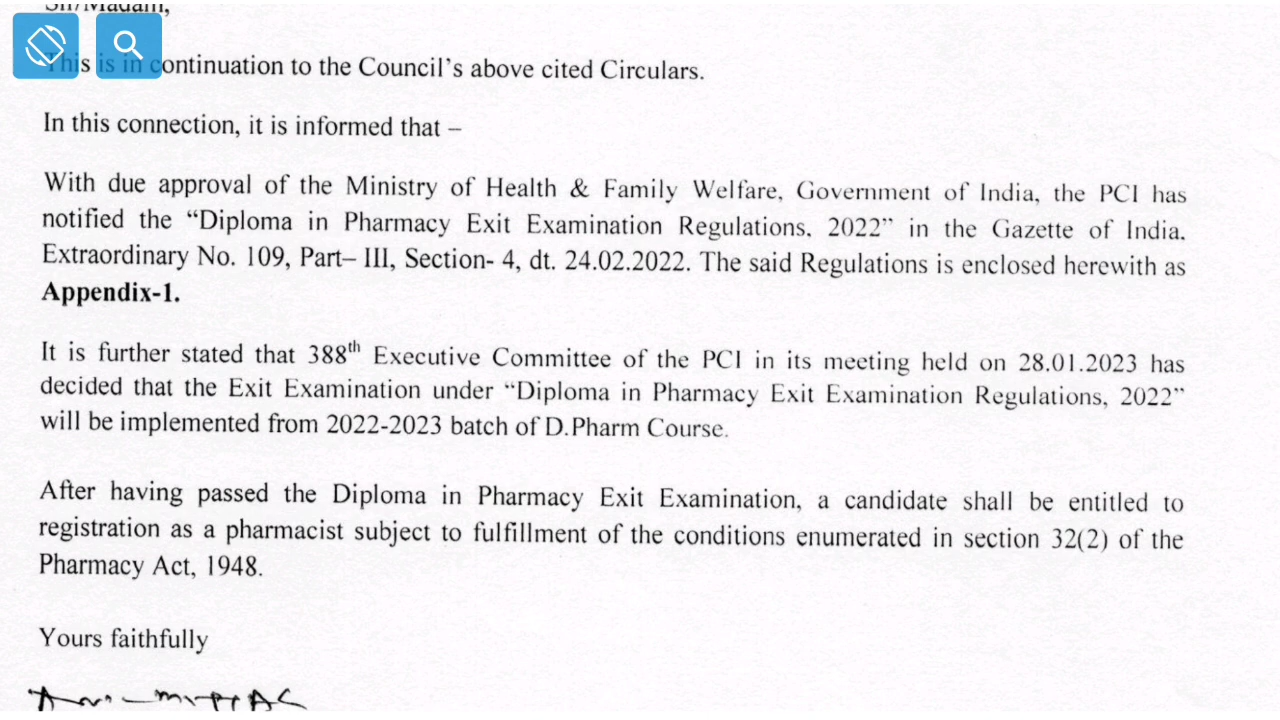 Sir/Madam,
This is in continuation to the Council's above cited Circulars.
In this connection, it is informed that –
With due approval of the Ministry of Health & Family Welfare, Government of India, the PCI has
notified the "Diploma in Pharmacy Exit Examination Regulations, 2022" in the Gazette of India,
Extraordinary No. 109, Part– III, Section- 4, dt. 24.02.2022. The said Regulations is enclosed herewith as
Appendix-1.
It is further stated that 388th Executive Committee of the PCI in its meeting held on 28.01.2023 has
decided that the Exit Examination under "Diploma in Pharmacy Exit Examination Regulations, 2022"
will be implemented from 2022-2023 batch of D.Pharm Course.
After having passed the Diploma in Pharmacy Exit Examination, a candidate shall be entitled to
registration as a pharmacist subject to fulfillment of the conditions enumerated in section 32(2) of the
Pharmacy Act, 1948.
Yours faithfully